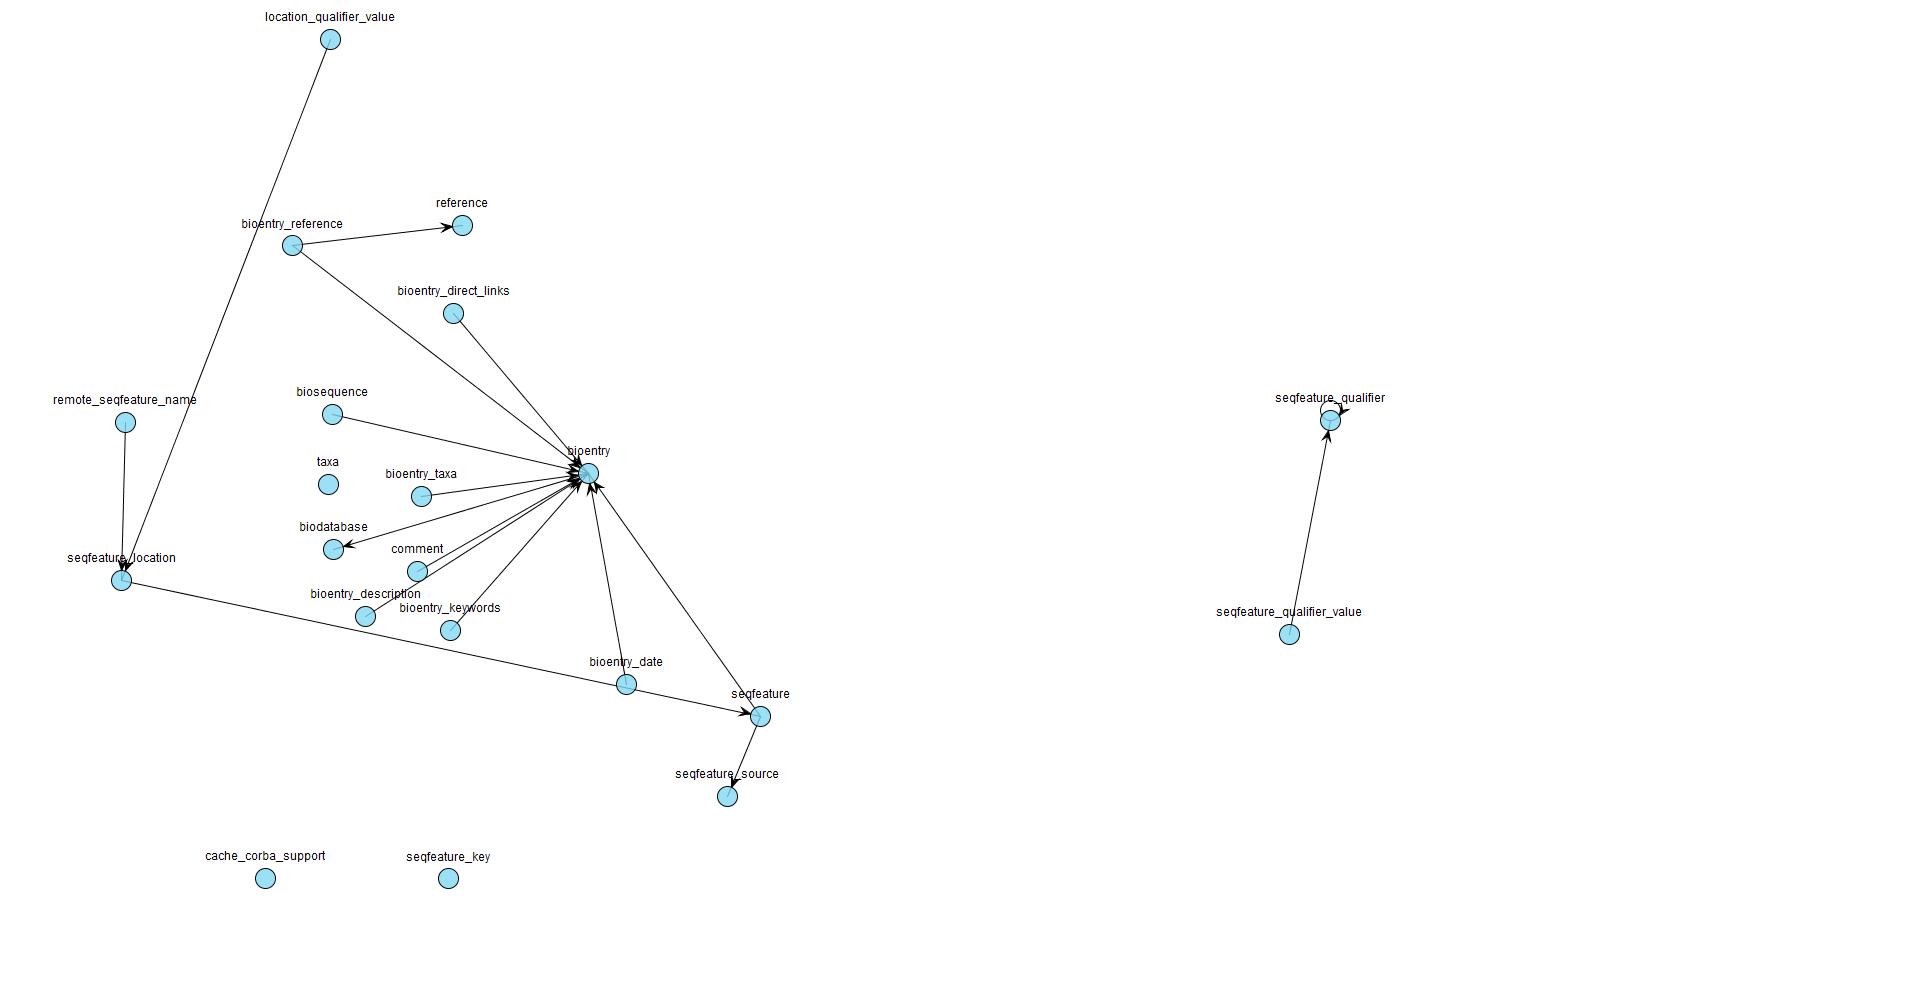 location_qualifier_value
reference
bioentry_reference
bioentry_direct_links
biosequence
seqfeature_qualifier
remote_seqfeature_name
bioentry
taxa
bioentry_taxa
biodatabase
comment
seqfeature_location
bioentry_description
bioentry_keywords
seqfeature_qualifier_value
bioentry_date
seqfeature
seqfeature_source
cache_corba_support
seqfeature_key